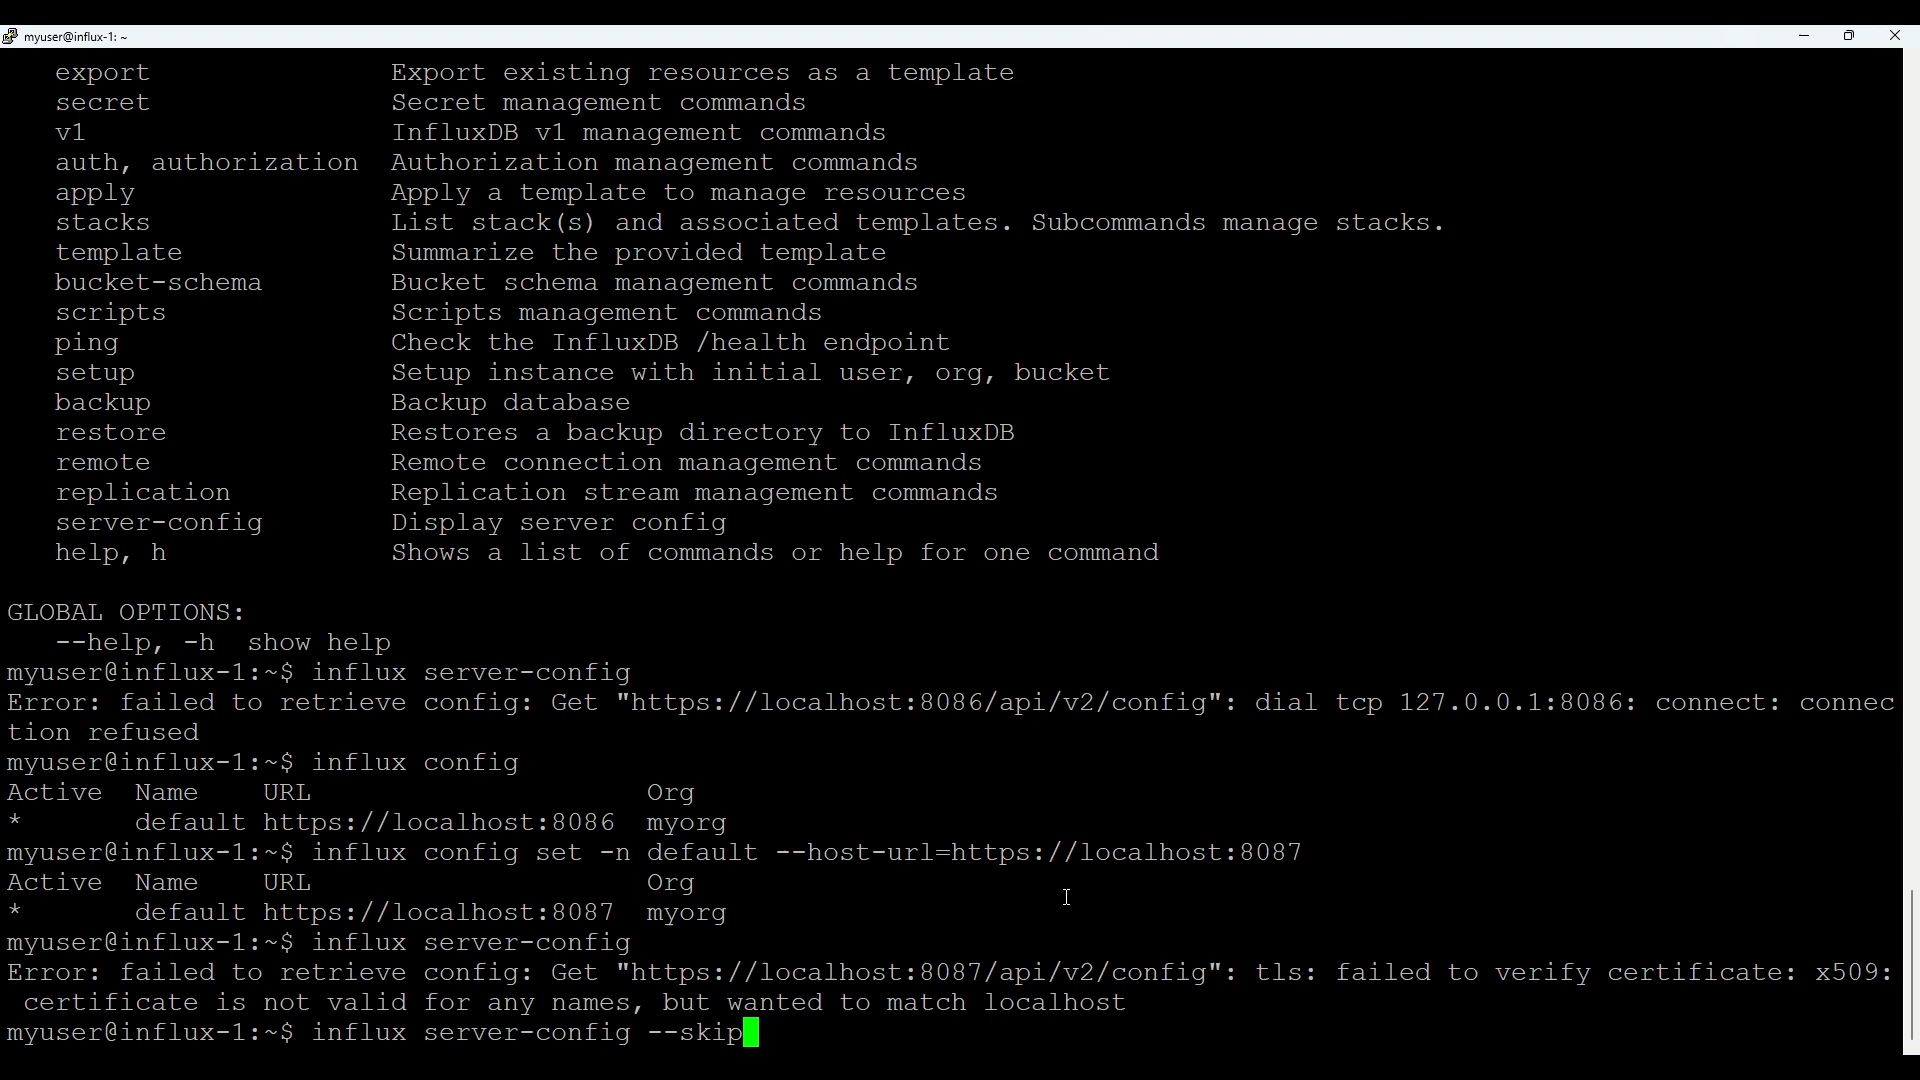 myuser@influx-1: ~
export Export existing resources as a template
secret Secret management commands
v1 InfluxDB v1 management commands
auth, authorization Authorization management commands
apply Apply a template to manage resources
stacks List stack(s) and associated templates. Subcommands manage stacks.
template Summarize the provided template
bucket-schema Bucket schema management commands
scripts Scripts management commands
ping Check the InfluxDB /health endpoint
setup Setup instance with initial user, org, bucket
backup Backup database
restore Restores a backup directory to InfluxDB
remote Remote connection management commands
replication Replication stream management commands
server-config Display server config
help, h Shows a list of commands or help for one command
GLOBAL OPTIONS:
--help, -h show help
myuser@influx-1:~$ influx server-config
Error: failed to retrieve config: Get "https://localhost:8086/api/v2/config": dial tcp 127.0.0.1:8086: connect: connec
tion refused
myuser@influx-1:~$ influx config
Active Name URL Org
* default https://localhost:8086 myorg
myuser@influx-1:~$ influx config set -n default --host-url=https://localhost:8087
Active Name URL Org
* default https://localhost:8087 myorg
myuser@influx-1:~$ influx server-config
Error: failed to retrieve config: Get "https://localhost:8087/api/v2/config": tls: failed to verify certificate: x509:
certificate is not valid for any names, but wanted to match localhost
myuser@influx-1:~$ influx server-config --skip